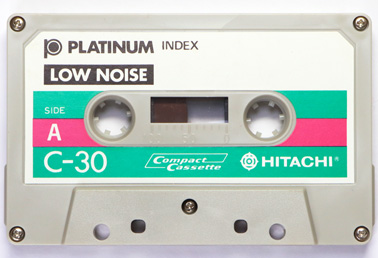 PLATINUM INDEX
LOW NOISE
SIDE
A
C-30
Compact
Cassette
HITACHI®